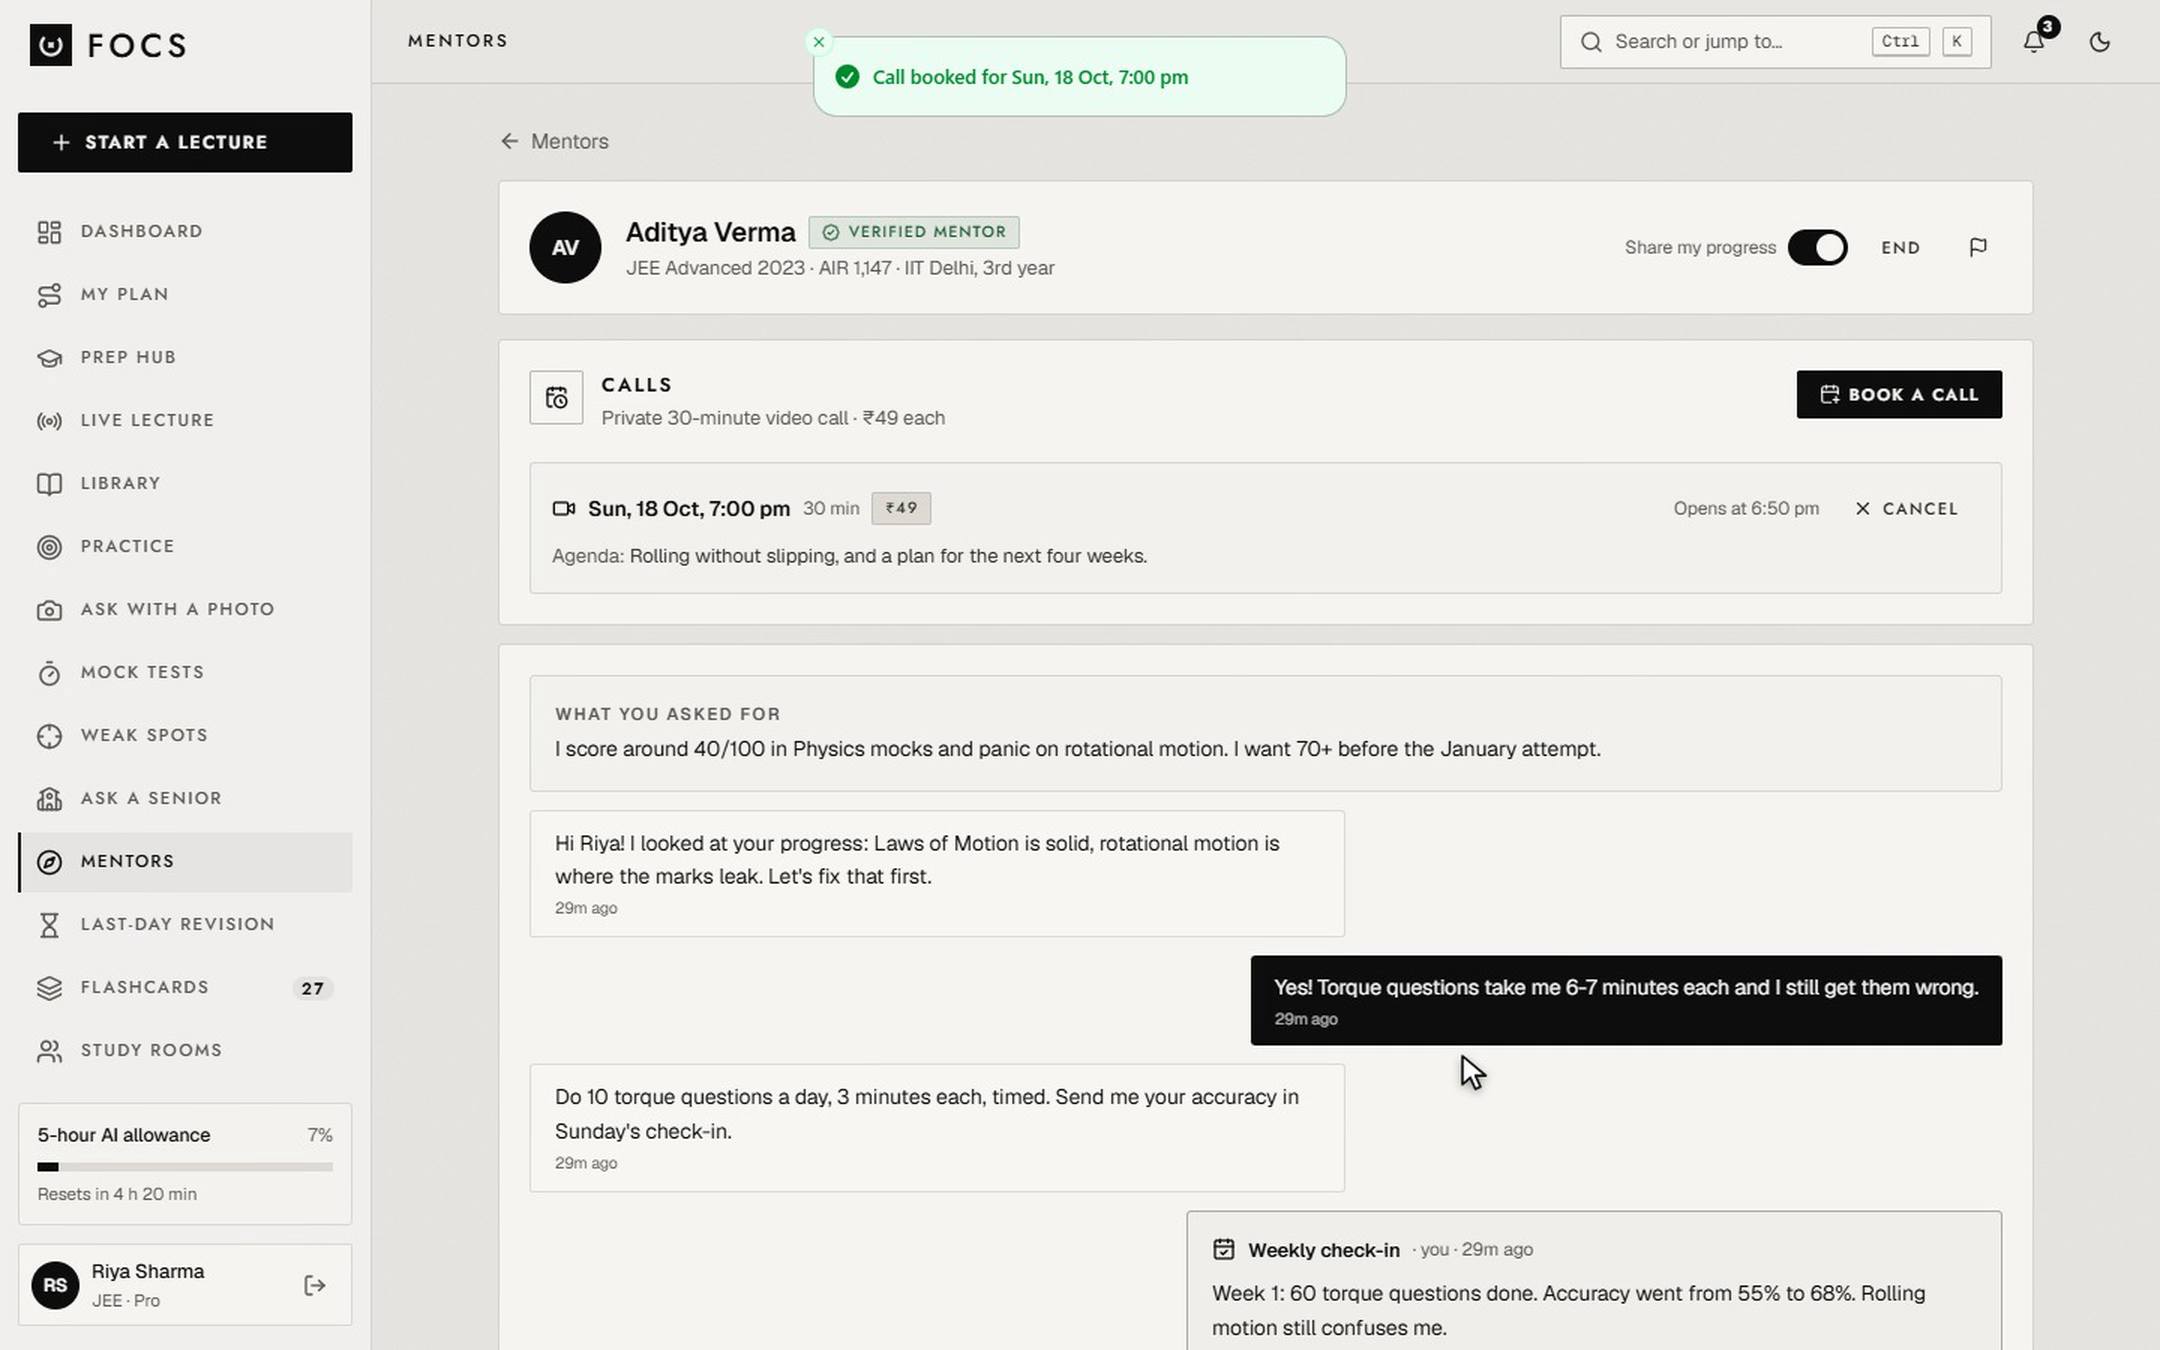 FOCS
START A LECTURE
DASHBOARD
MY PLAN
PREP HUB
LIVE LECTURE
LIBRARY
PRACTICE
ASK WITH A PHOTO
MOCK TESTS
WEAK SPOTS
ASK A SENIOR
MENTORS
LAST-DAY REVISION
FLASHCARDS 27
STUDY ROOMS
5-hour AI allowance 7%
Resets in 4 h 20 min
RS
Riya Sharma
JEE · Pro
MENTORS
Call booked for Sun, 18 Oct, 7:00 pm
Search or jump to... Ctrl K
3
Mentors
AV
Aditya Verma VERIFIED MENTOR
JEE Advanced 2023 · AIR 1,147 · IIT Delhi, 3rd year
Share my progress END
CALLS
Private 30-minute video call · ₹49 each
BOOK A CALL
Sun, 18 Oct, 7:00 pm 30 min ₹49 Opens at 6:50 pm CANCEL
Agenda: Rolling without slipping, and a plan for the next four weeks.
WHAT YOU ASKED FOR
I score around 40/100 in Physics mocks and panic on rotational motion. I want 70+ before the January attempt.
Hi Riya! I looked at your progress: Laws of Motion is solid, rotational motion is
where the marks leak. Let's fix that first.
29m ago
Yes! Torque questions take me 6-7 minutes each and I still get them wrong.
29m ago
Do 10 torque questions a day, 3 minutes each, timed. Send me your accuracy in
Sunday's check-in.
29m ago
Weekly check-in · you · 29m ago
Week 1: 60 torque questions done. Accuracy went from 55% to 68%. Rolling
motion still confuses me.